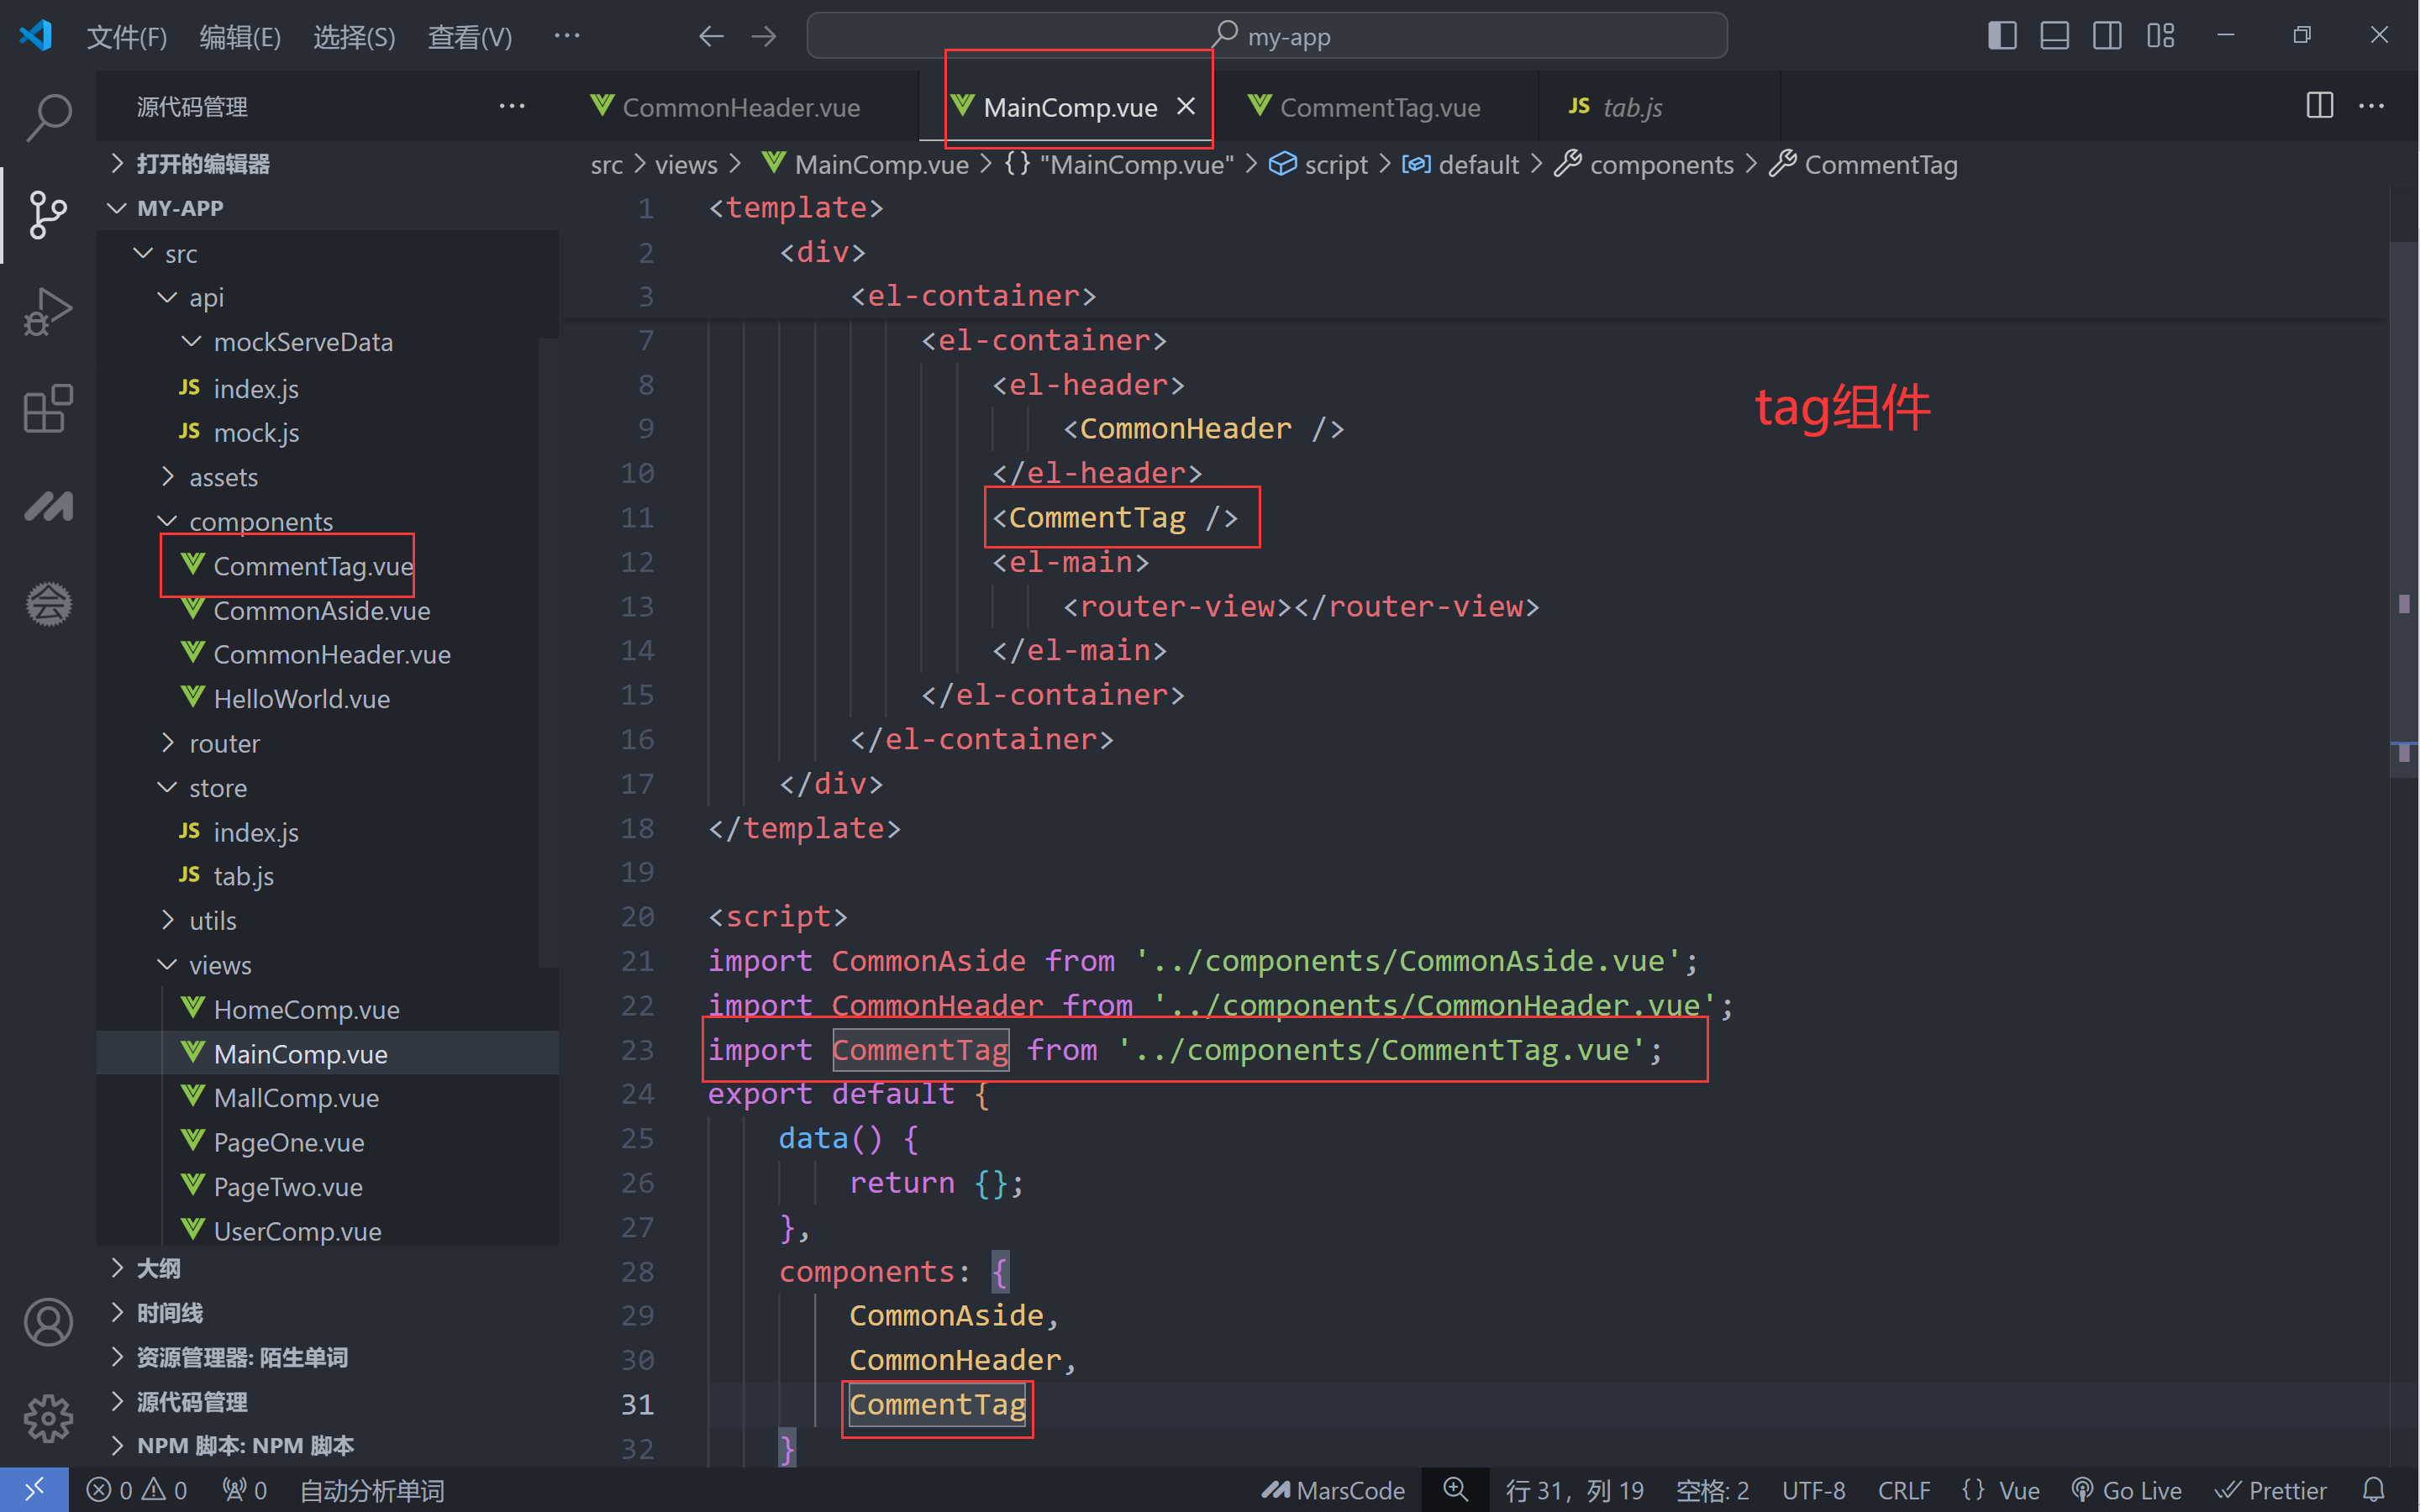 文件(F) 编辑(E) 选择(S) 查看(V) ··· my-app
源代码管理 ···
CommonHeader.vue MainComp.vue CommentTag.vue JS tab.js ···
src > views > MainComp.vue > {} "MainComp.vue" > script > default > components > CommentTag
打开的编辑器
MY-APP
src
api
mockServeData
JS index.js
JS mock.js
assets
components
CommentTag.vue
CommonAside.vue
CommonHeader.vue
HelloWorld.vue
router
store
JS index.js
JS tab.js
utils
views
HomeComp.vue
MainComp.vue
MallComp.vue
PageOne.vue
PageTwo.vue
UserComp.vue
大纲
时间线
资源管理器: 陌生单词
源代码管理
NPM 脚本: NPM 脚本
会
1 <template>
2 <div>
3 <el-container>
7 <el-container>
8 <el-header>
9 <CommonHeader />
10 </el-header>
11 <CommentTag />
12 <el-main>
13 <router-view></router-view>
14 </el-main>
15 </el-container>
16 </el-container>
17 </div>
18 </template>
19
20 <script>
21 import CommonAside from '../components/CommonAside.vue';
22 import CommonHeader from '../components/CommonHeader.vue';
23 import CommentTag from '../components/CommentTag.vue';
24 export default {
25 data() {
26 return {};
27 },
28 components: {
29 CommonAside,
30 CommonHeader,
31 CommentTag
32 }
tag组件
0 0 0 自动分析单词 MarsCode 行 31，列 19 空格: 2 UTF-8 CRLF {} Vue Go Live Prettier